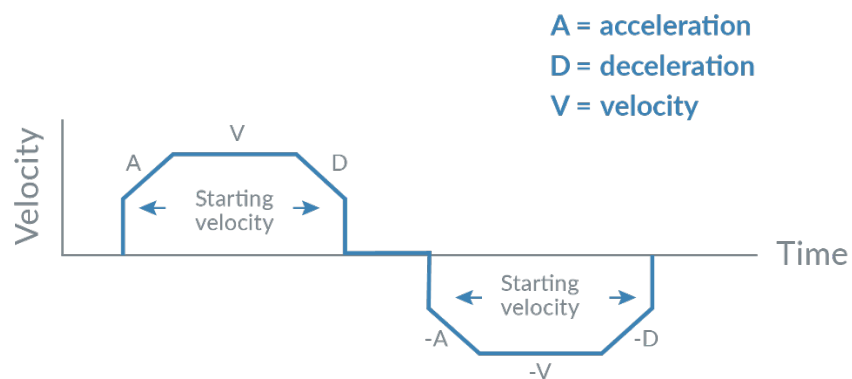 A = acceleration
D = deceleration
V = velocity
Velocity
A
V
D
Starting
velocity
Time
Starting
velocity
-A
-D
-V